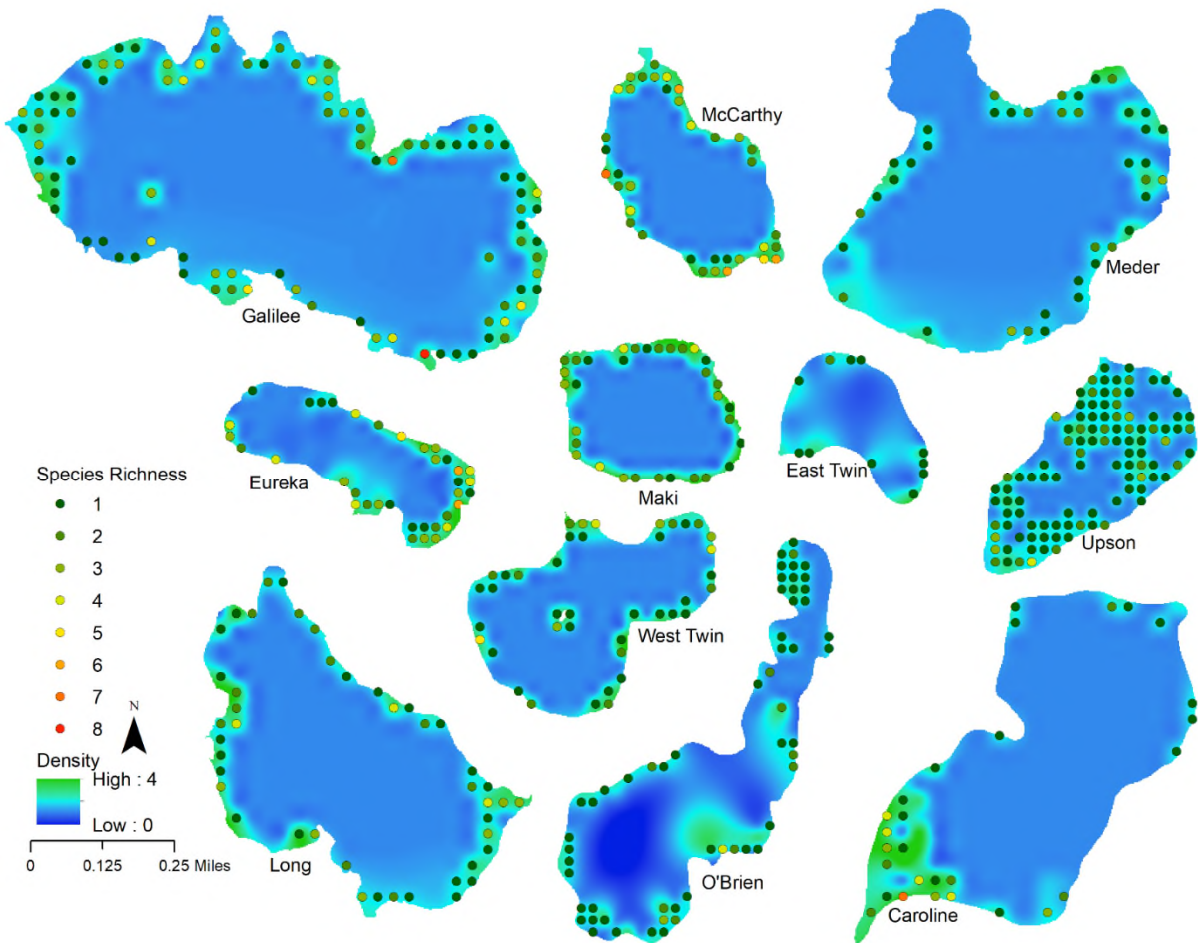 McCarthy
Meder
Galilee
Eureka
Maki
East Twin
Upson
Species Richness
1
2
3
4
5
6
7
8
N
West Twin
Density
High : 4
Low : 0
0 0.125 0.25 Miles
Long
O'Brien
Caroline